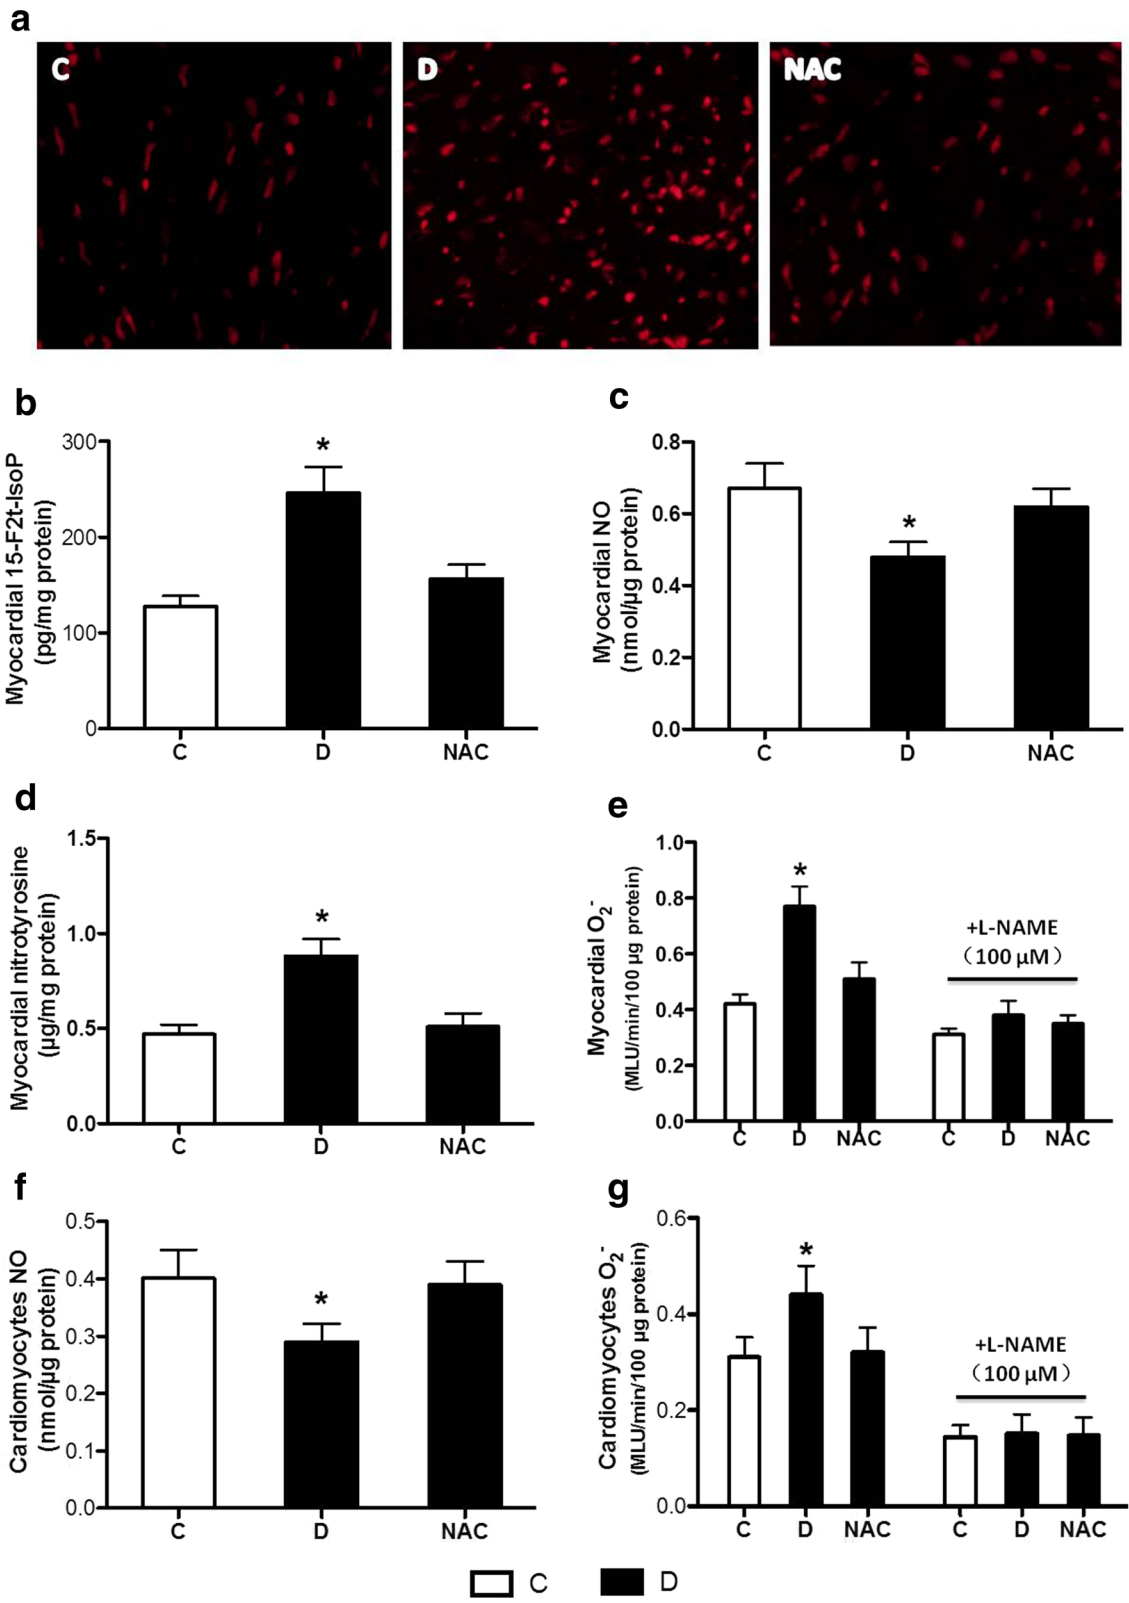 a
C
D
NAC
b
Myocardial 15-F2t-IsoP
(pg/mg protein)
300
200
100
0
*
C D NAC
c
Myocardial NO
(nmol/µg protein)
0.8
0.6
0.4
0.2
0.0
*
C D NAC
d
Myocardial nitrotyrosine
(µg/mg protein)
1.5
1.0
0.5
0.0
*
C D NAC
e
Myocardial O₂⁻
(MLU/min/100 µg protein)
1.0
0.8
0.6
0.4
0.2
0.0
*
+L-NAME
（100 µM）
C D NAC C D NAC
f
Cardiomyocytes NO
(nmol/µg protein)
0.5
0.4
0.3
0.2
0.1
0.0
*
C D NAC
g
Cardiomyocytes O₂⁻
(MLU/min/100 µg protein)
0.6
0.4
0.2
0.0
*
+L-NAME
（100 µM）
C D NAC C D NAC
C D